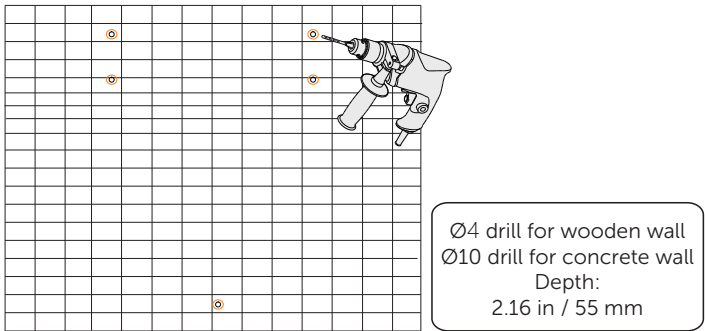 Ø4 drill for wooden wall
Ø10 drill for concrete wall
Depth:
2.16 in / 55 mm